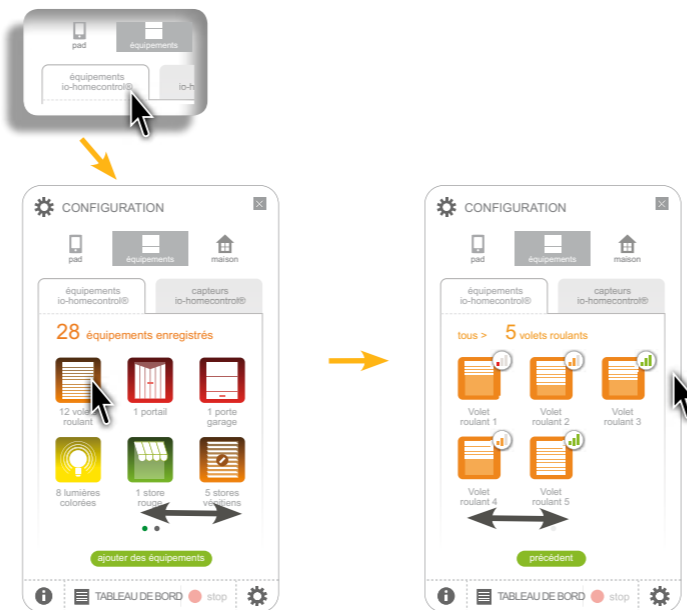 pad
équipements
équipements
io-homecontrol®
io-h
CONFIGURATION
pad
équipements
maison
équipements
io-homecontrol®
capteurs
io-homecontrol®
28 équipements enregistrés
12 vole
roulant
1 portail
1 porte
garage
8 lumières
colorées
1 store
rouge
5 stores
vénitiens
ajouter des équipements
TABLEAU DE BORD
stop
CONFIGURATION
pad
équipements
maison
équipements
io-homecontrol®
capteurs
io-homecontrol®
tous > 5 volets roulants
Volet
roulant 1
Volet
roulant 2
Volet
roulant 3
Volet
roulant 4
Volet
roulant 5
précédent
TABLEAU DE BORD
stop